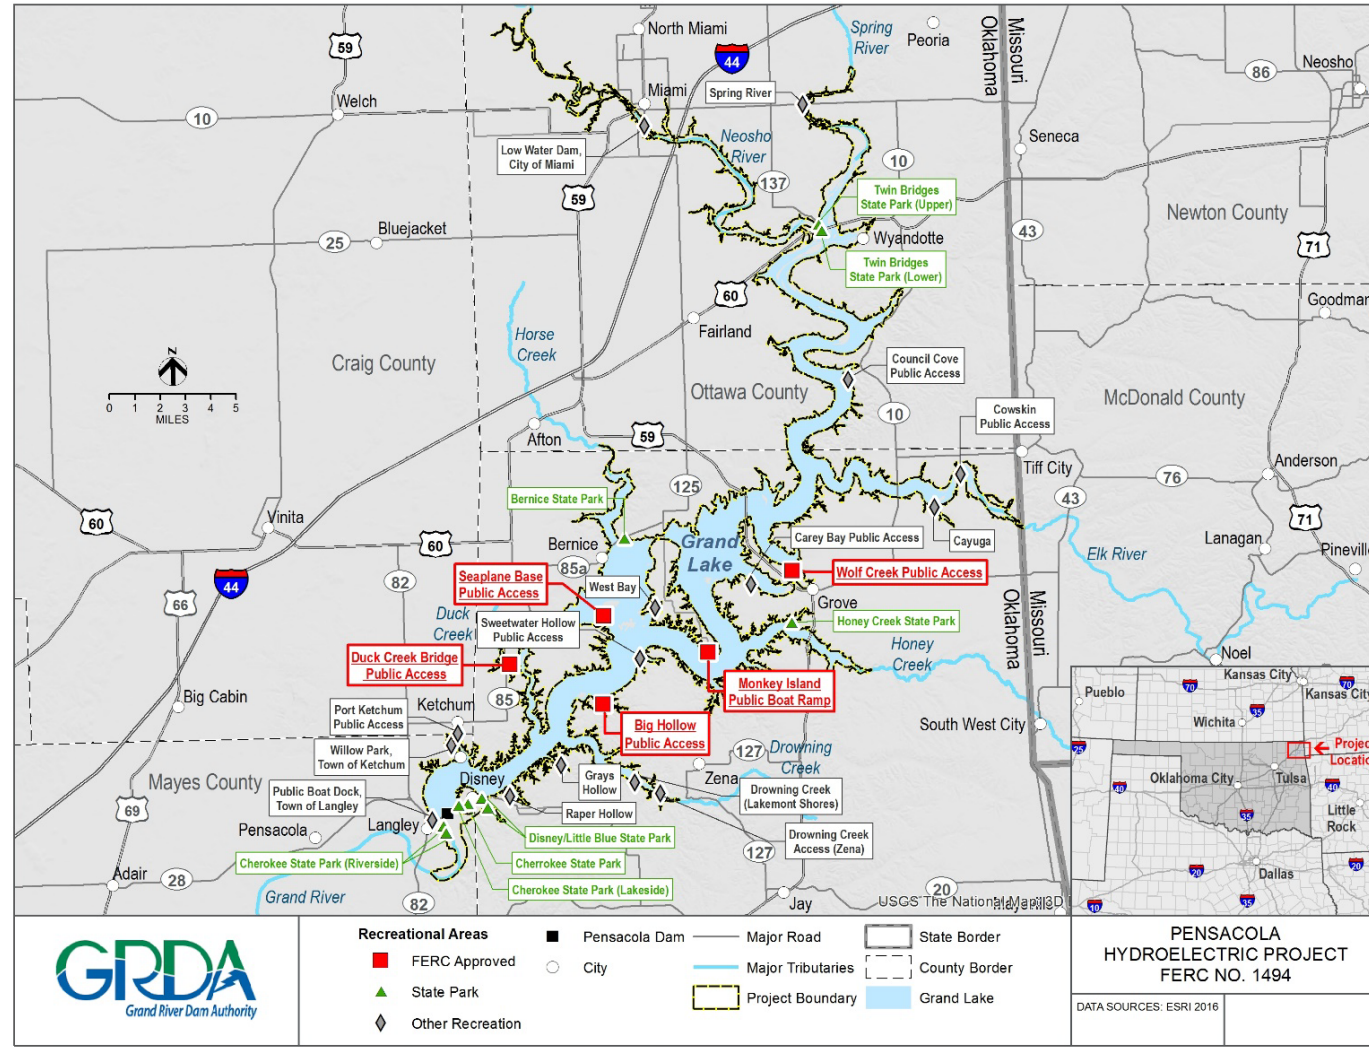 North Miami
59
44
Spring
River
Peoria
Missouri
Oklahoma
86
Neosho
Welch
10
Miami
Spring River
Seneca
Low Water Dam,
City of Miami
Neosho
River
10
137
59
Twin Bridges
State Park (Upper)
Newton County
Bluejacket
25
Wyandotte
43
71
Twin Bridges
State Park (Lower)
60
Goodman
Fairland
Horse
Creek
N
Craig County
Council Cove
Public Access
Ottawa County
0 1 2 3 4 5
MILES
McDonald County
10
Cowskin
Public Access
Afton
59
Tiff City
Anderson
76
125
43
Bernice State Park
Vinita
60
60
71
Grand
Lake
Carey Bay Public Access
Cayuga
Lanagan
Pineville
Bernice
85a
Elk River
44
82
66
Seaplane Base
Public Access
West Bay
Wolf Creek Public Access
Grove
Duck
Creek
Sweetwater Hollow
Public Access
Honey Creek State Park
Missouri
Oklahoma
Honey
Creek
Noel
Duck Creek Bridge
Public Access
Monkey Island
Public Boat Ramp
Big Cabin
85
Ketchum
Port Ketchum
Public Access
Big Hollow
Public Access
South West City
Willow Park,
Town of Ketchum
127
Drowning
Creek
Zena
Mayes County
Disney
Grays
Hollow
Public Boat Dock,
Town of Langley
Drowning Creek
(Lakemont Shores)
69
Raper Hollow
Langley
Pensacola
Disney/Little Blue State Park
Drowning Creek
Access (Zena)
Cherokee State Park (Riverside)
Cherrokee State Park
127
Adair
28
Cherokee State Park (Lakeside)
Grand River
82
Jay
20
USGS The National Map: 3D
Kansas City
Kansas City
Pueblo
70
70
35
Wichita
25
Project
Location
Oklahoma City
Tulsa
40
40
35
Little
Rock
20
20
Dallas
10
35
GRDA
Grand River Dam Authority
Recreational Areas
FERC Approved
State Park
Other Recreation
Pensacola Dam
City
Major Road
Major Tributaries
Project Boundary
State Border
County Border
Grand Lake
PENSACOLA
HYDROELECTRIC PROJECT
FERC NO. 1494
DATA SOURCES: ESRI 2016